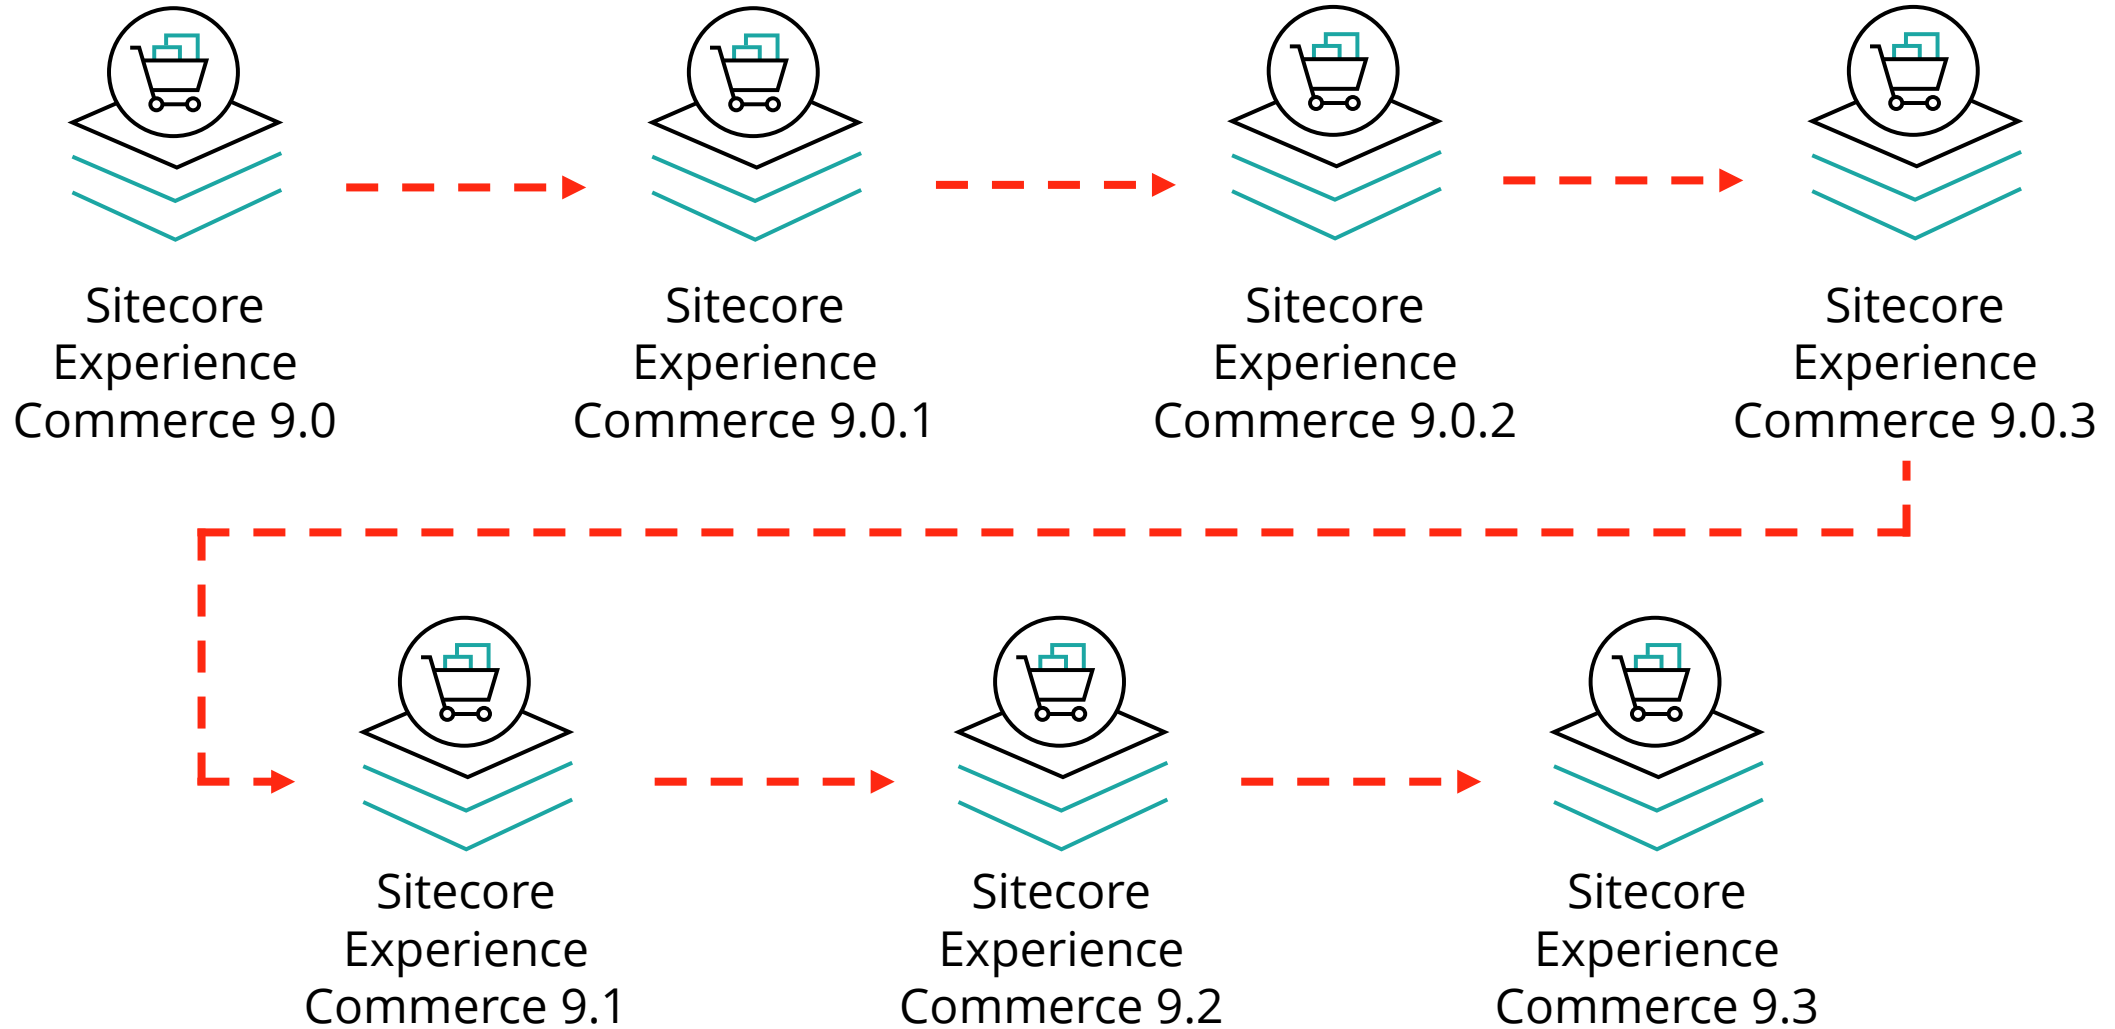 Sitecore
Experience
Commerce 9.0
Sitecore
Experience
Commerce 9.0.1
Sitecore
Experience
Commerce 9.0.2
Sitecore
Experience
Commerce 9.0.3
Sitecore
Experience
Commerce 9.1
Sitecore
Experience
Commerce 9.2
Sitecore
Experience
Commerce 9.3